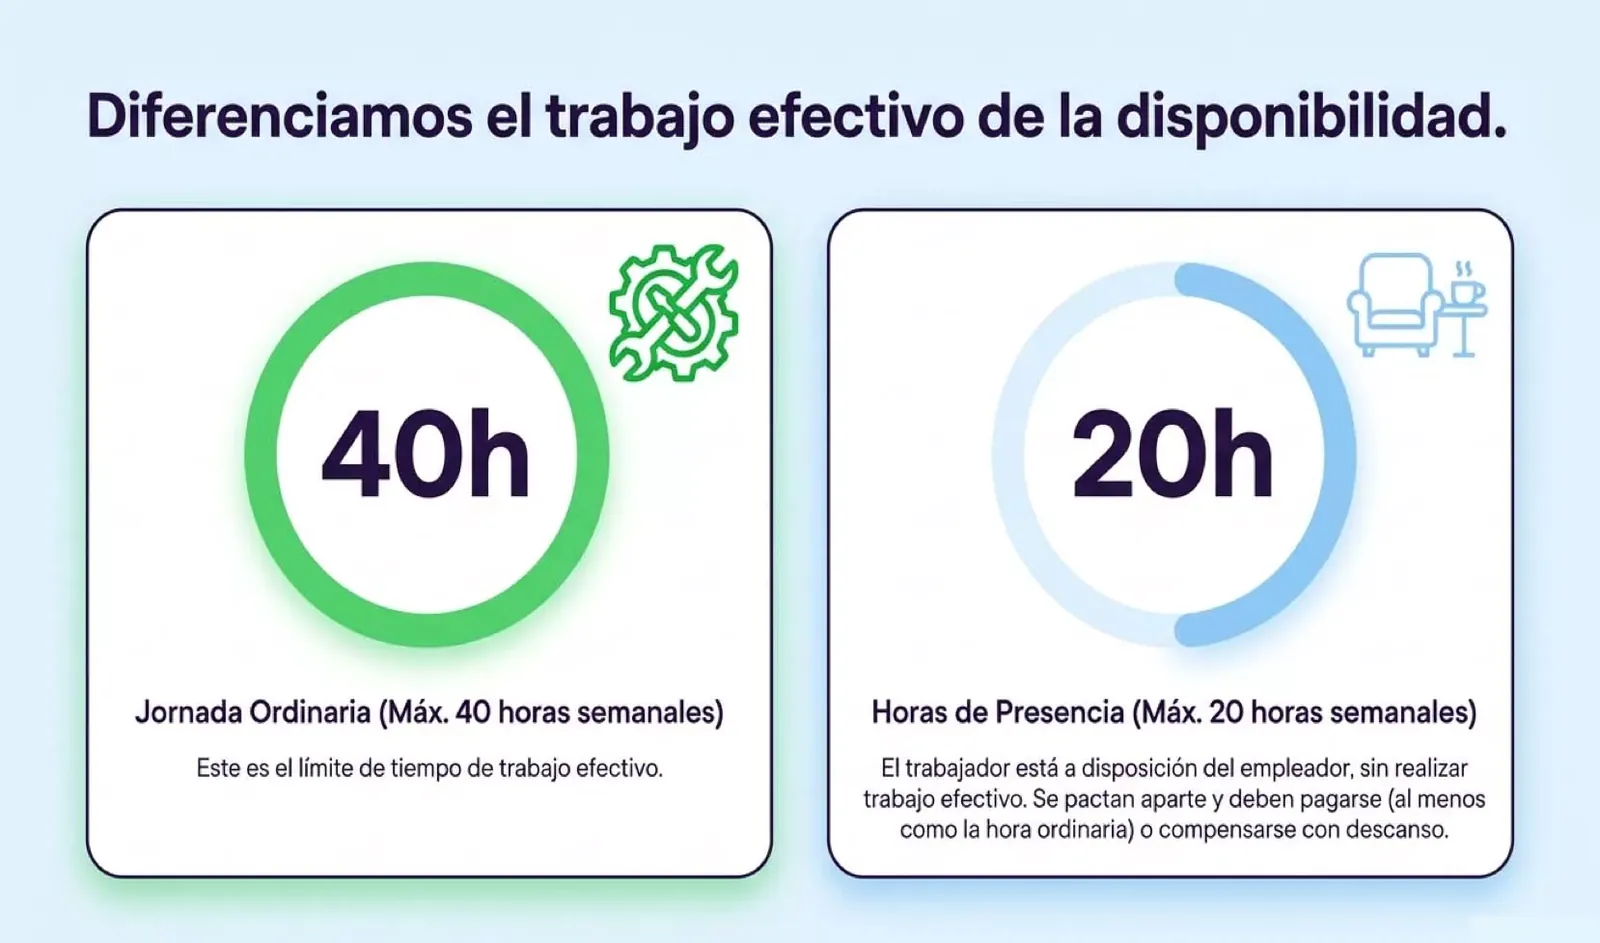 Diferenciamos el trabajo efectivo de la disponibilidad.
40h
Jornada Ordinaria (Máx. 40 horas semanales)
Este es el límite de tiempo de trabajo efectivo.
20h
Horas de Presencia (Máx. 20 horas semanales)
El trabajador está a disposición del empleador, sin realizar
trabajo efectivo. Se pactan aparte y deben pagarse (al menos
como la hora ordinaria) o compensarse con descanso.